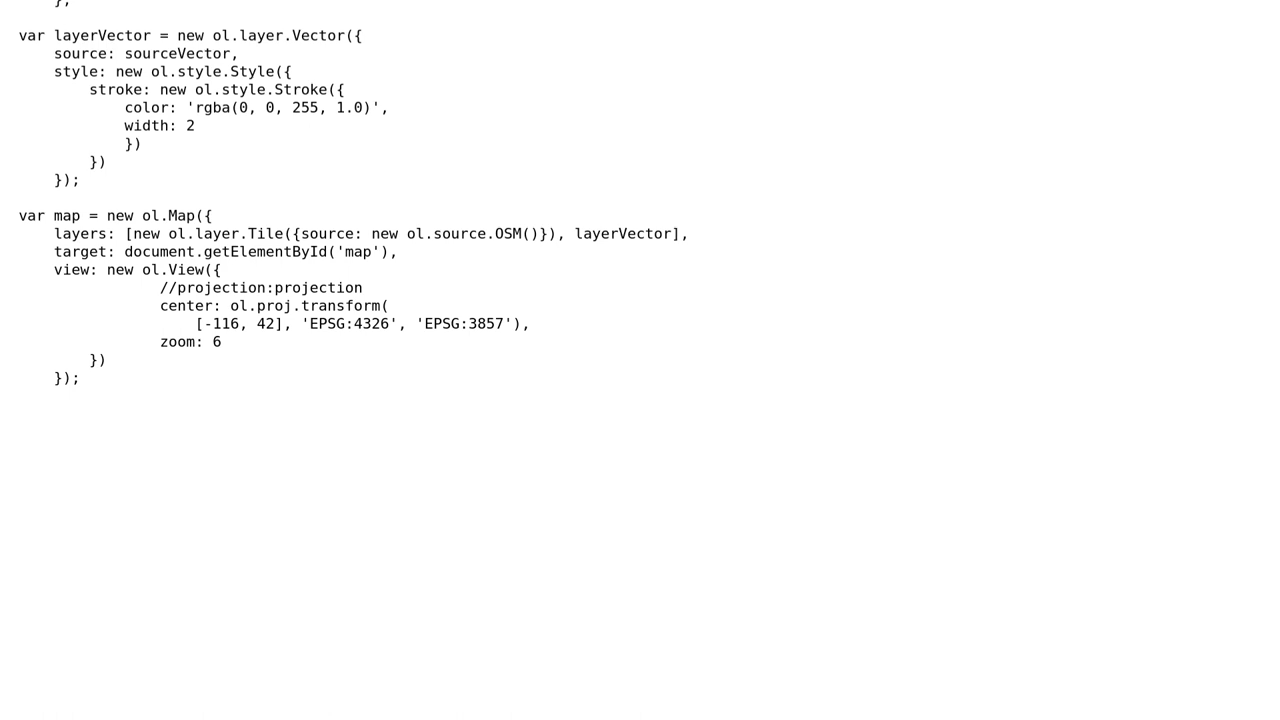 };
var layerVector = new ol.layer.Vector({
    source: sourceVector,
    style: new ol.style.Style({
        stroke: new ol.style.Stroke({
            color: 'rgba(0, 0, 255, 1.0)',
            width: 2
            })
        })
    });
var map = new ol.Map({
    layers: [new ol.layer.Tile({source: new ol.source.OSM()}), layerVector],
    target: document.getElementById('map'),
    view: new ol.View({
                //projection:projection
                center: ol.proj.transform(
                    [-116, 42], 'EPSG:4326', 'EPSG:3857'),
                zoom: 6
        })
    });